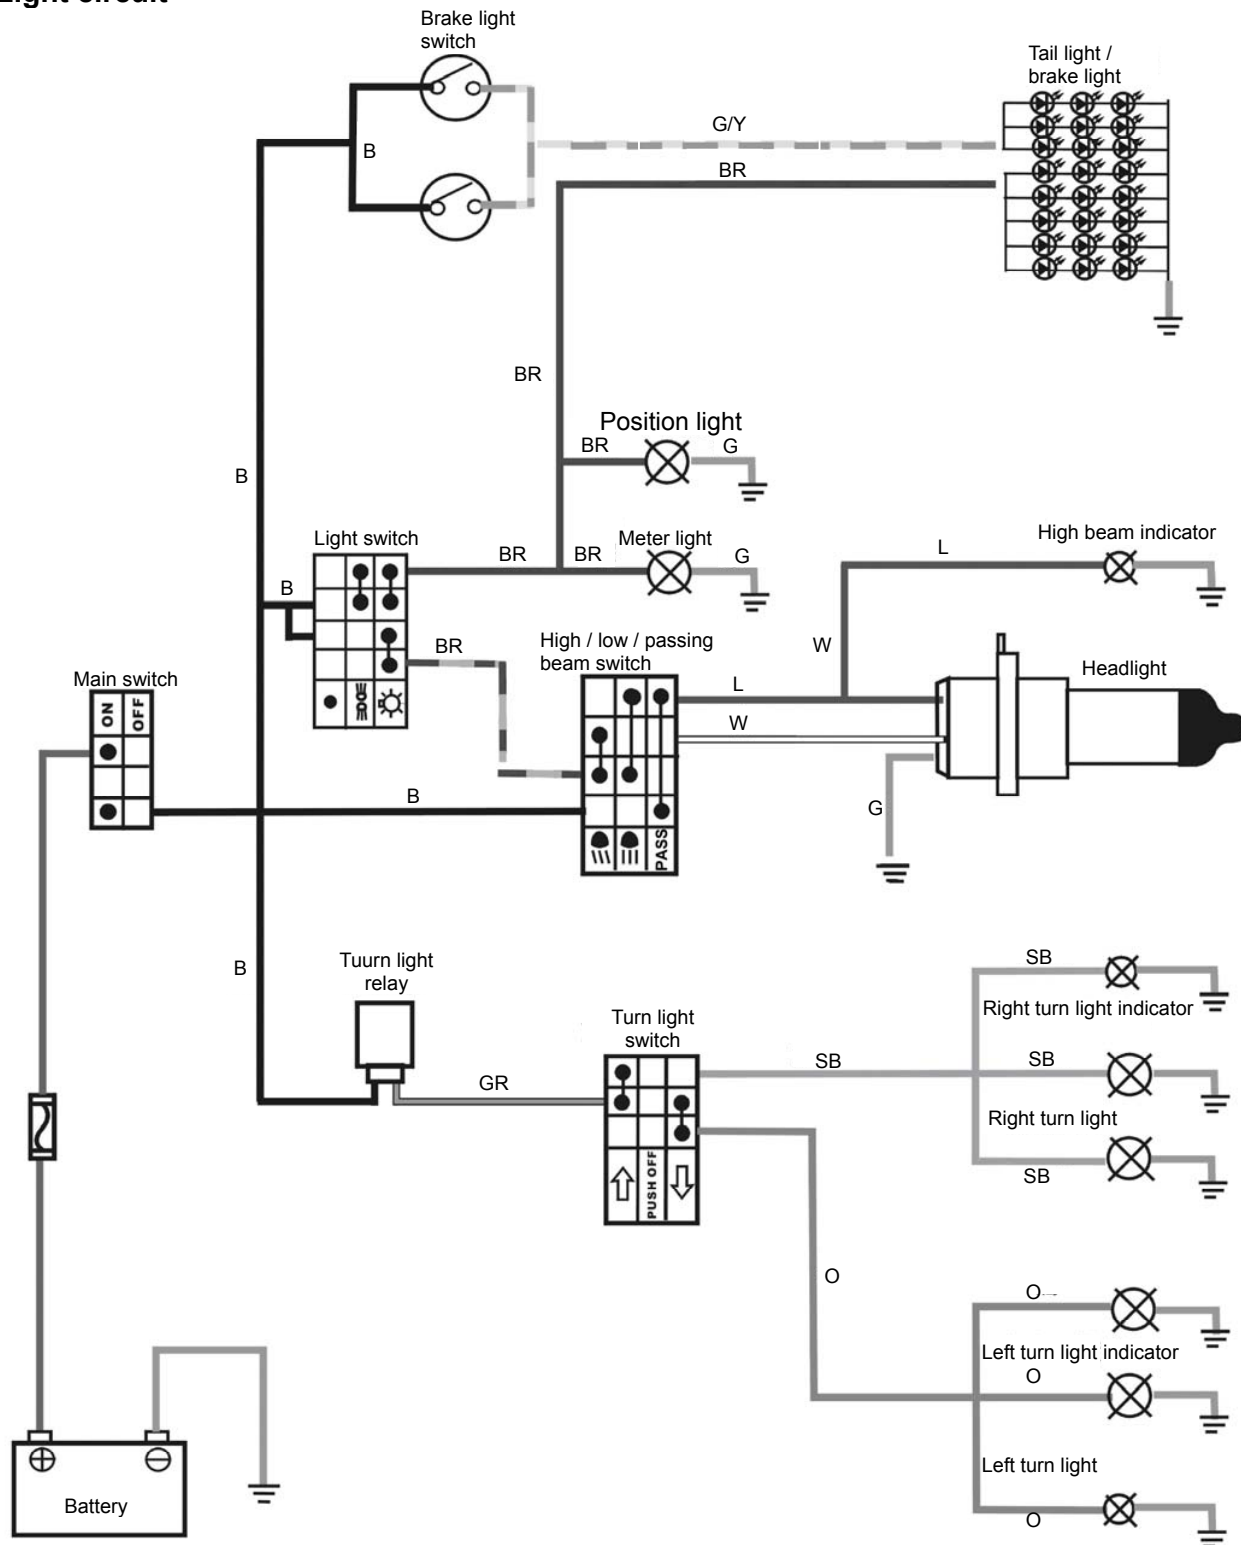 Light circuit
Brake light
switch
Tail light /
brake light
G/Y
B
BR
BR
Position light
BR
G
B
Light switch
BR
BR
Meter light
G
High beam indicator
L
B
BR
High / low / passing
beam switch
W
Headlight
Main switch
L
ON
OFF
W
B
G
PASS
B
Tuurn light
relay
SB
Right turn light indicator
Turn light
switch
SB
SB
GR
Right turn light
PUSH OFF
SB
O
O
Left turn light indicator
O
Left turn light
Battery
O